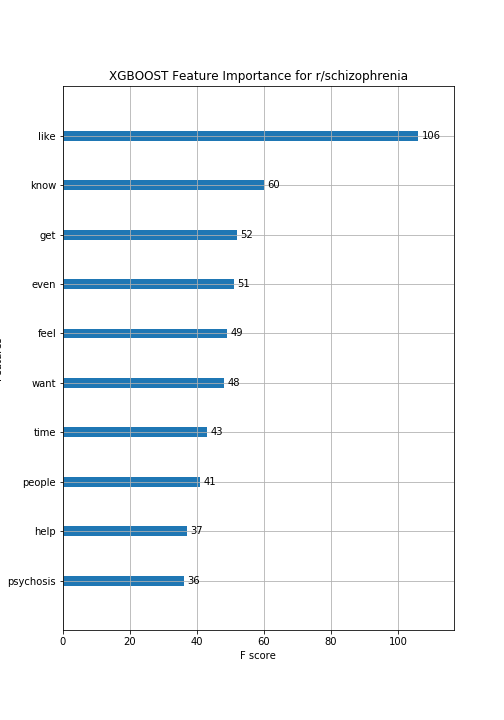 XGBOOST Feature Importance for r/schizophrenia
like 106
know 60
get 52
even 51
feel 49
want 48
time 43
people 41
help 37
psychosis 36
0 20 40 60 80 100
F score